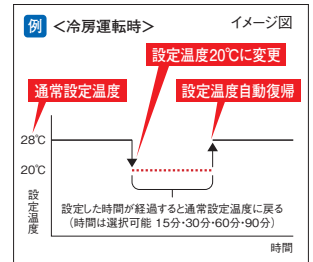 例 <冷房運転時> イメージ図
設定温度20℃に変更
通常設定温度 設定温度自動復帰
28℃
20℃
設定温度
設定した時間が経過すると通常設定温度に戻る
(時間は選択可能 15分・30分・60分・90分)
時間